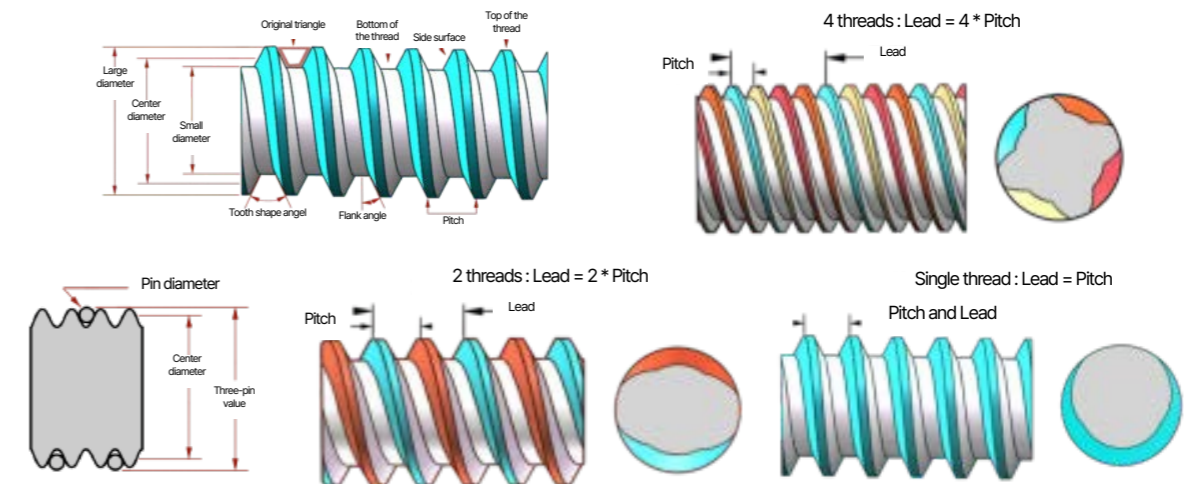 Original triangle
Bottom of
the thread
Side surface
Top of the
thread
Large
diameter
Center
diameter
Small
diameter
Tooth shape angel
Flank angle
Pitch
4 threads : Lead = 4 * Pitch
Pitch
Lead
Pin diameter
Center
diameter
Three-pin
value
2 threads : Lead = 2 * Pitch
Pitch
Lead
Single thread : Lead = Pitch
Pitch and Lead